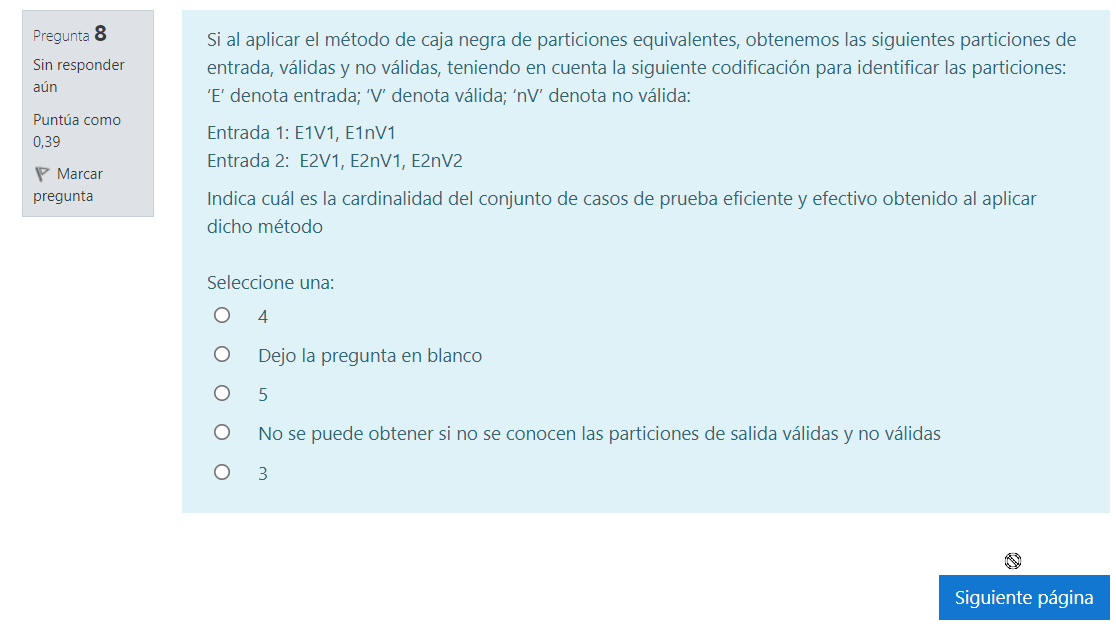 Pregunta 8
Sin responder
aún
Puntúa como
0,39
Marcar
pregunta
Si al aplicar el método de caja negra de particiones equivalentes, obtenemos las siguientes particiones de
entrada, válidas y no válidas, teniendo en cuenta la siguiente codificación para identificar las particiones:
‘E’ denota entrada; ‘V’ denota válida; ‘nV’ denota no válida:
Entrada 1: E1V1, E1nV1
Entrada 2:  E2V1, E2nV1, E2nV2
Indica cuál es la cardinalidad del conjunto de casos de prueba eficiente y efectivo obtenido al aplicar
dicho método
Seleccione una:
4
Dejo la pregunta en blanco
5
No se puede obtener si no se conocen las particiones de salida válidas y no válidas
3
Siguiente página